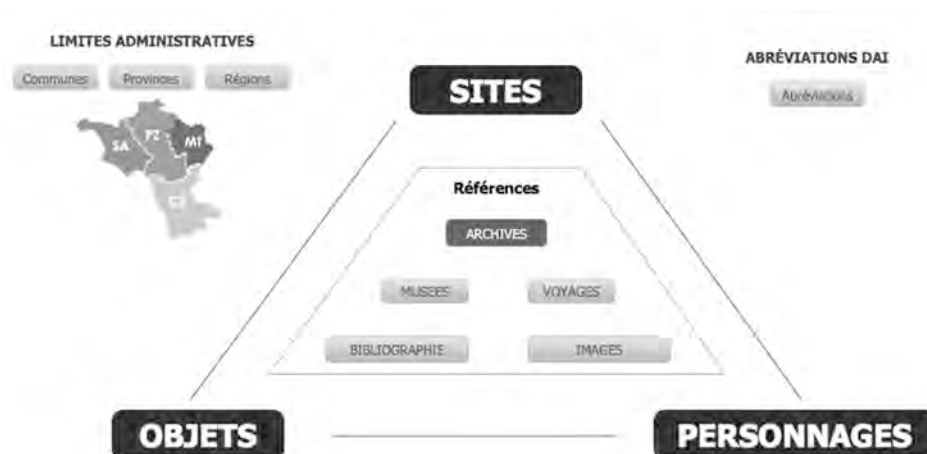 LIMITES ADMINISTRATIVES
Communes Provinces Régions
SA PZ MT
ABRÉVIATIONS DAI
Abréviations
SITES
Références
ARCHIVES
MUSEES VOYAGES
BIBLIOGRAPHIE IMAGES
OBJETS PERSONNAGES